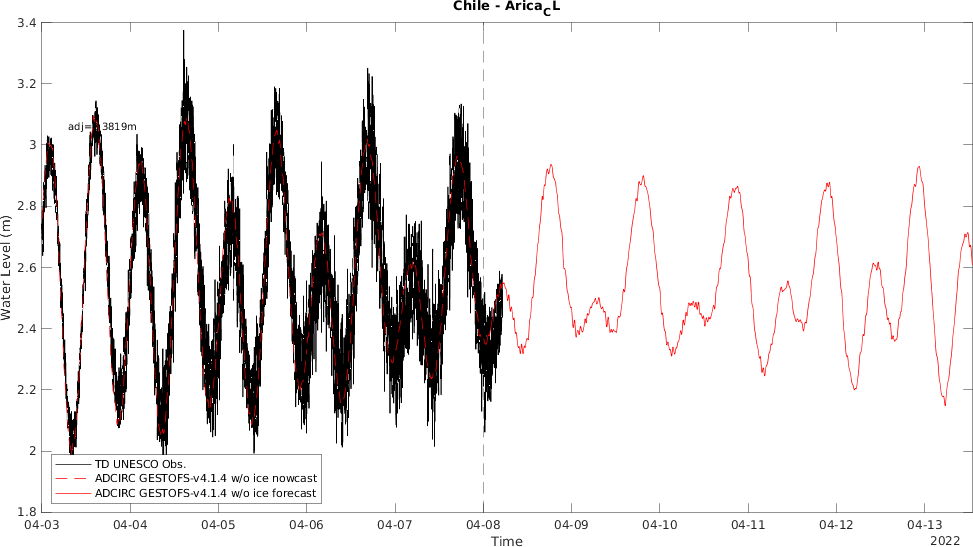 Chile - Arica_CL
3.4
3.2
3
2.8
2.6
2.4
2.2
2
1.8
Water Level (m)
3819m
TD UNESCO Obs.
ADCIRC GESTOFS-v4.1.4 w/o ice nowcast
ADCIRC GESTOFS-v4.1.4 w/o ice forecast
04-03 04-04 04-05 04-06 04-07 04-08 04-09 04-10 04-11 04-12 04-13
Time
2022